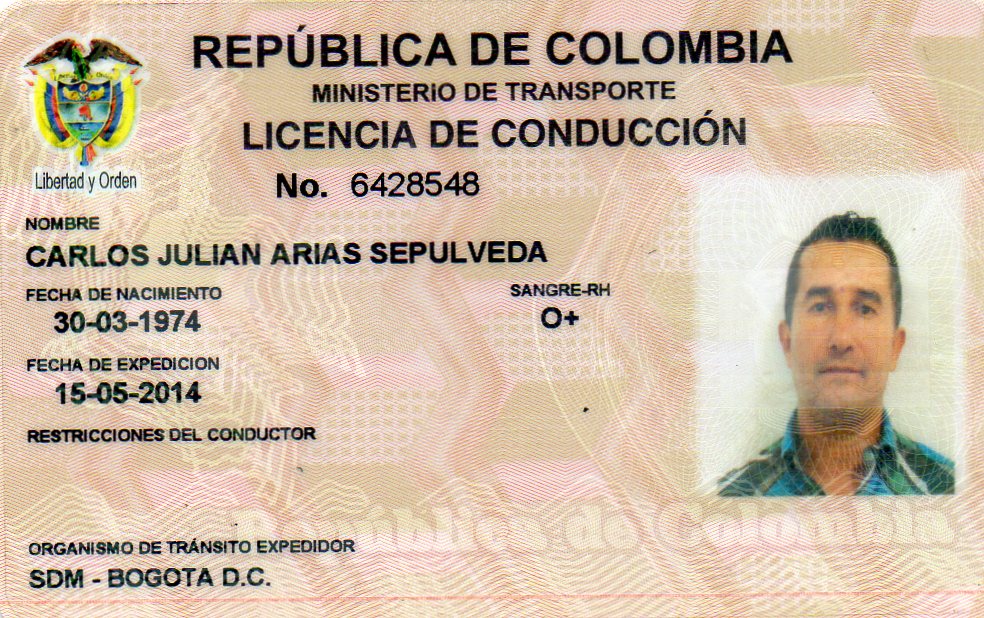 REPÚBLICA DE COLOMBIA
MINISTERIO DE TRANSPORTE
LICENCIA DE CONDUCCIÓN
Libertad y Orden
No. 6428548
NOMBRE
CARLOS JULIAN ARIAS SEPULVEDA
FECHA DE NACIMIENTO
SANGRE-RH
30-03-1974
O+
FECHA DE EXPEDICION
15-05-2014
RESTRICCIONES DEL CONDUCTOR
República de Colombia
ORGANISMO DE TRÁNSITO EXPEDIDOR
SDM - BOGOTA D.C.